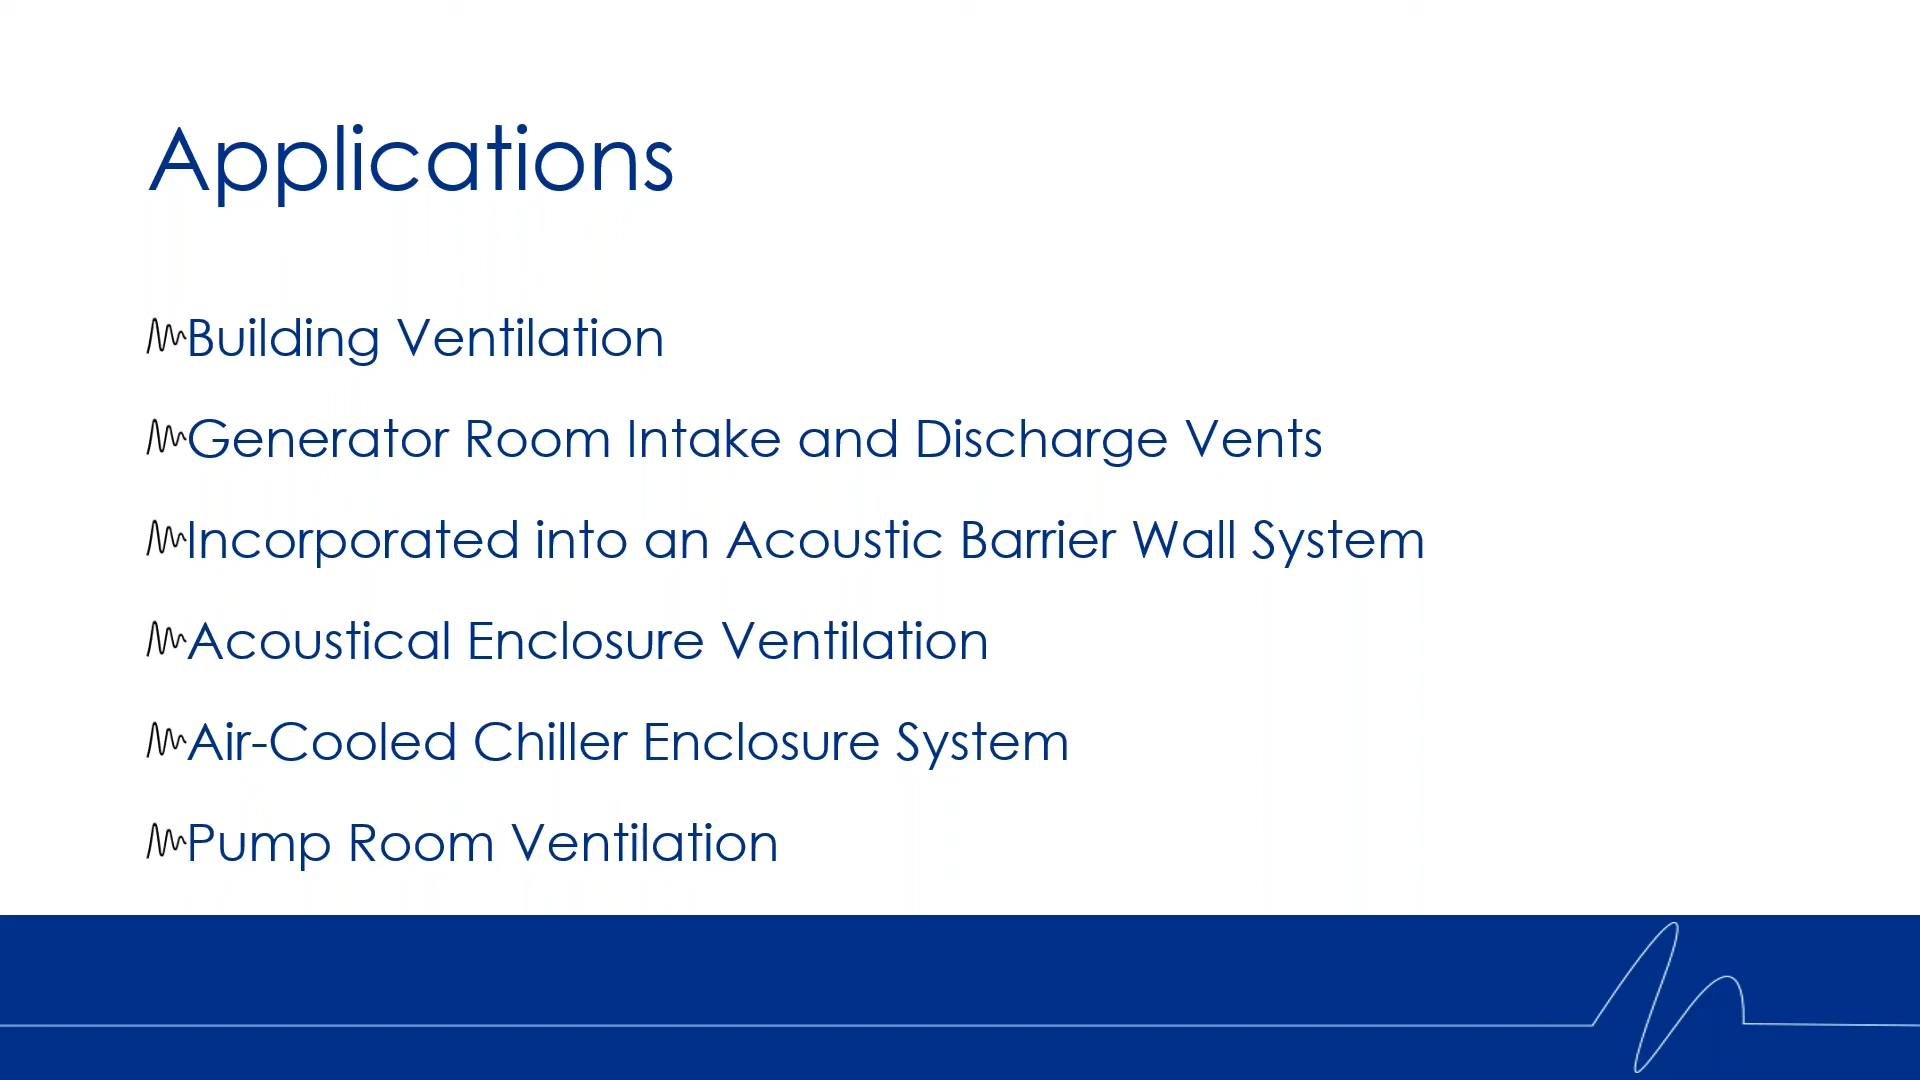 Applications
Building Ventilation
Generator Room Intake and Discharge Vents
Incorporated into an Acoustic Barrier Wall System
Acoustical Enclosure Ventilation
Air-Cooled Chiller Enclosure System
Pump Room Ventilation